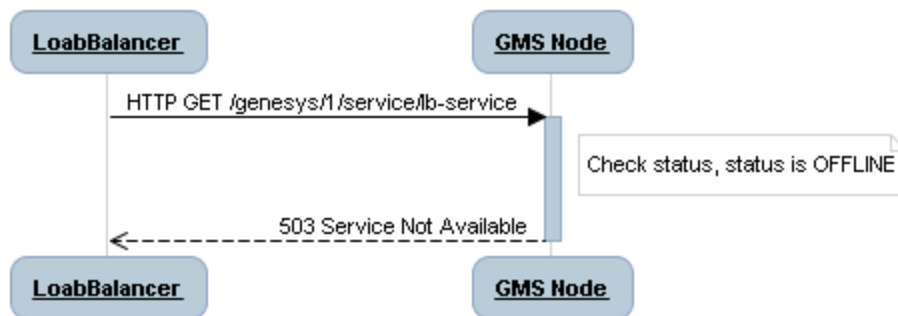 LoabBalancer
GMS Node
HTTP GET /genesys/1/service/lb-service
Check status, status is OFFLINE
503 Service Not Available
LoabBalancer
GMS Node